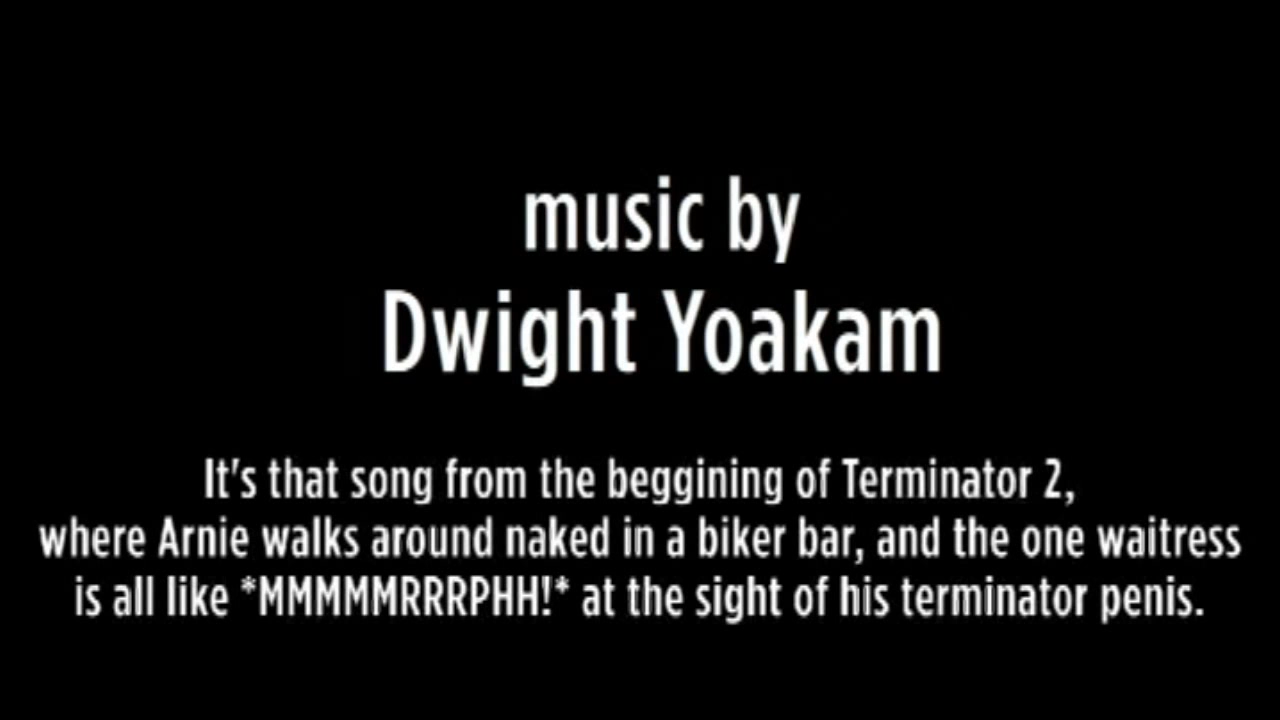 music by
Dwight Yoakam
It's that song from the beggining of Terminator 2,
where Arnie walks around naked in a biker bar, and the one waitress
is all like *MMMMMRRRPHH!* at the sight of his terminator penis.